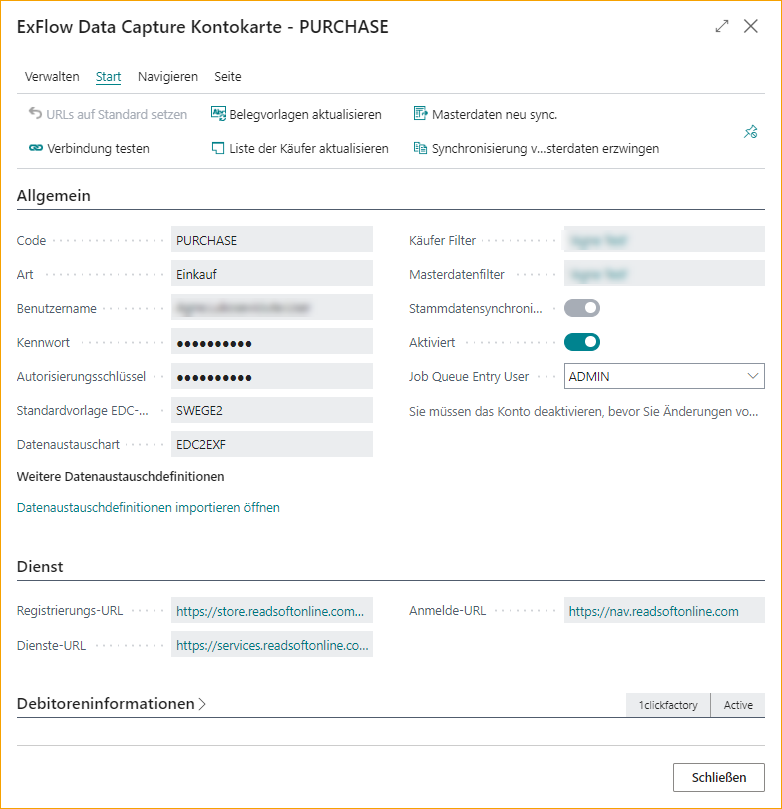 ExFlow Data Capture Kontokarte - PURCHASE
Verwalten Start Navigieren Seite
URLs auf Standard setzen Belegvorlagen aktualisieren Masterdaten neu sync.
Verbindung testen Liste der Käufer aktualisieren Synchronisierung v...sterdaten erzwingen
Allgemein
Code PURCHASE Käufer Filter
Art Einkauf Masterdatenfilter
Benutzername Stammdatensynchroni...
Kennwort ●●●●●●●●●● Aktiviert
Autorisierungsschlüssel ●●●●●●●●●● Job Queue Entry User ADMIN
Standardvorlage EDC-... SWEGE2 Sie müssen das Konto deaktivieren, bevor Sie Änderungen vo...
Datenaustauschart EDC2EXF
Weitere Datenaustauschdefinitionen
Datenaustauschdefinitionen importieren öffnen
Dienst
Registrierungs-URL https://store.readsoftonline.com... Anmelde-URL https://nav.readsoftonline.com
Dienste-URL https://services.readsoftonline.co...
Debitoreninformationen 1clickfactory Active
Schließen